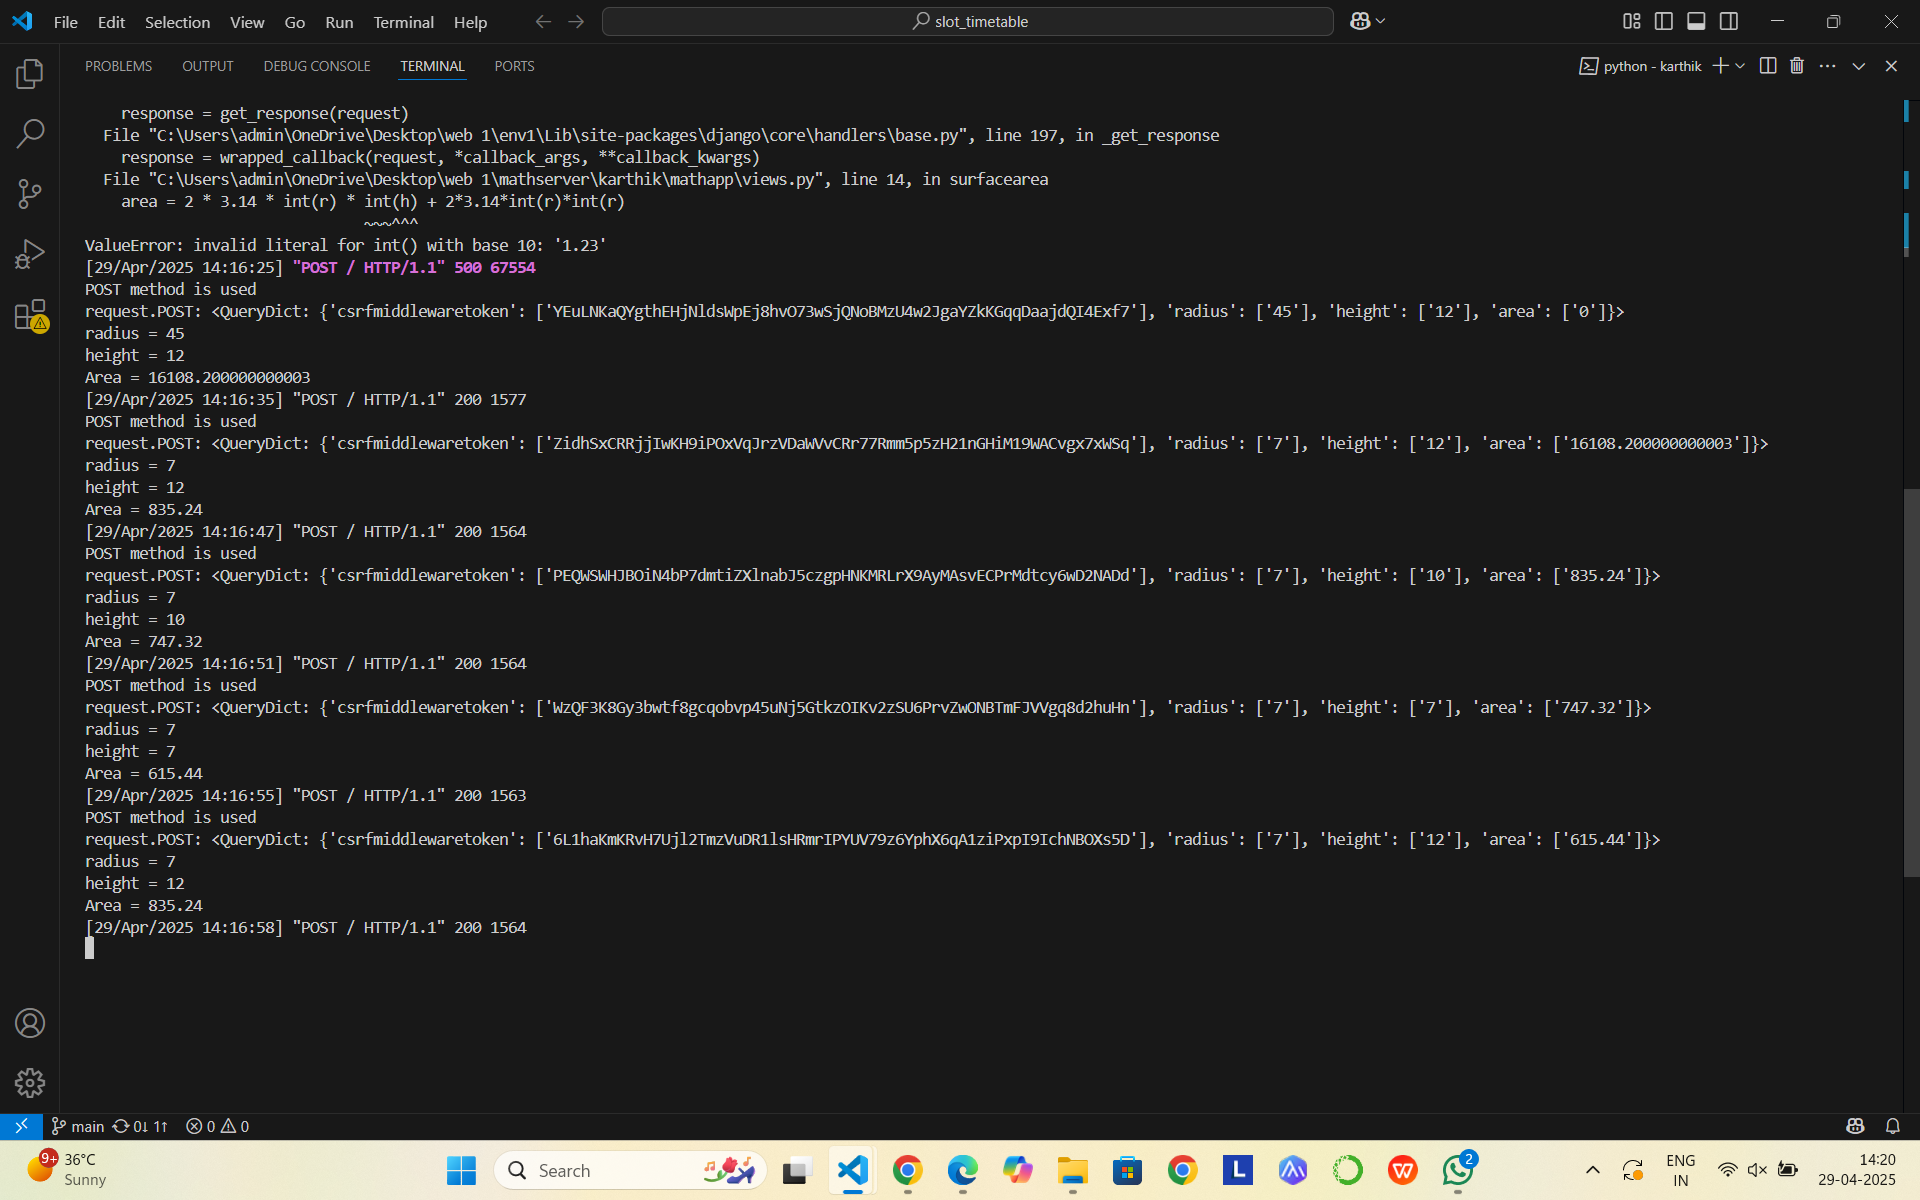 File Edit Selection View Go Run Terminal Help
slot_timetable
PROBLEMS OUTPUT DEBUG CONSOLE TERMINAL PORTS
python - karthik
    response = get_response(request)
  File "C:\Users\admin\OneDrive\Desktop\web 1\env1\Lib\site-packages\django\core\handlers\base.py", line 197, in _get_response
    response = wrapped_callback(request, *callback_args, **callback_kwargs)
  File "C:\Users\admin\OneDrive\Desktop\web 1\mathserver\karthik\mathapp\views.py", line 14, in surfacearea
    area = 2 * 3.14 * int(r) * int(h) + 2*3.14*int(r)*int(r)
                               ~~~^^^
ValueError: invalid literal for int() with base 10: '1.23'
[29/Apr/2025 14:16:25] "POST / HTTP/1.1" 500 67554
POST method is used
request.POST: <QueryDict: {'csrfmiddlewaretoken': ['YEuLNKaQYgthEHjNldsWpEj8hvO73wSjQNoBMzU4w2JgaYZkKGqqDaajdQI4Exf7'], 'radius': ['45'], 'height': ['12'], 'area': ['0']}>
radius = 45
height = 12
Area = 16108.200000000003
[29/Apr/2025 14:16:35] "POST / HTTP/1.1" 200 1577
POST method is used
request.POST: <QueryDict: {'csrfmiddlewaretoken': ['ZidhSxCRRjjIwKH9iPOxVqJrzVDaWVvCRr77Rmm5p5zH21nGHiM19WACvgx7xWSq'], 'radius': ['7'], 'height': ['12'], 'area': ['16108.200000000003']}>
radius = 7
height = 12
Area = 835.24
[29/Apr/2025 14:16:47] "POST / HTTP/1.1" 200 1564
POST method is used
request.POST: <QueryDict: {'csrfmiddlewaretoken': ['PEQWSWHJBOiN4bP7dmtiZXlnabJ5czgpHNKMRLrX9AyMAsvECPrMdtcy6wD2NADd'], 'radius': ['7'], 'height': ['10'], 'area': ['835.24']}>
radius = 7
height = 10
Area = 747.32
[29/Apr/2025 14:16:51] "POST / HTTP/1.1" 200 1564
POST method is used
request.POST: <QueryDict: {'csrfmiddlewaretoken': ['WzQF3K8Gy3bwtf8gcqobvp45uNj5GtkzOIKv2zSU6PrvZwONBTmFJVVgq8d2huHn'], 'radius': ['7'], 'height': ['7'], 'area': ['747.32']}>
radius = 7
height = 7
Area = 615.44
[29/Apr/2025 14:16:55] "POST / HTTP/1.1" 200 1563
POST method is used
request.POST: <QueryDict: {'csrfmiddlewaretoken': ['6L1haKmKRvH7Ujl2TmzVuDR1lsHRmrIPYUV79z6YphX6qA1ziPxpI9IchNBOXs5D'], 'radius': ['7'], 'height': ['12'], 'area': ['615.44']}>
radius = 7
height = 12
Area = 835.24
[29/Apr/2025 14:16:58] "POST / HTTP/1.1" 200 1564
main 0↓ 1↑ 0 0
9+ 36°C
Sunny
Search
L
2
ENG
IN
14:20
29-04-2025